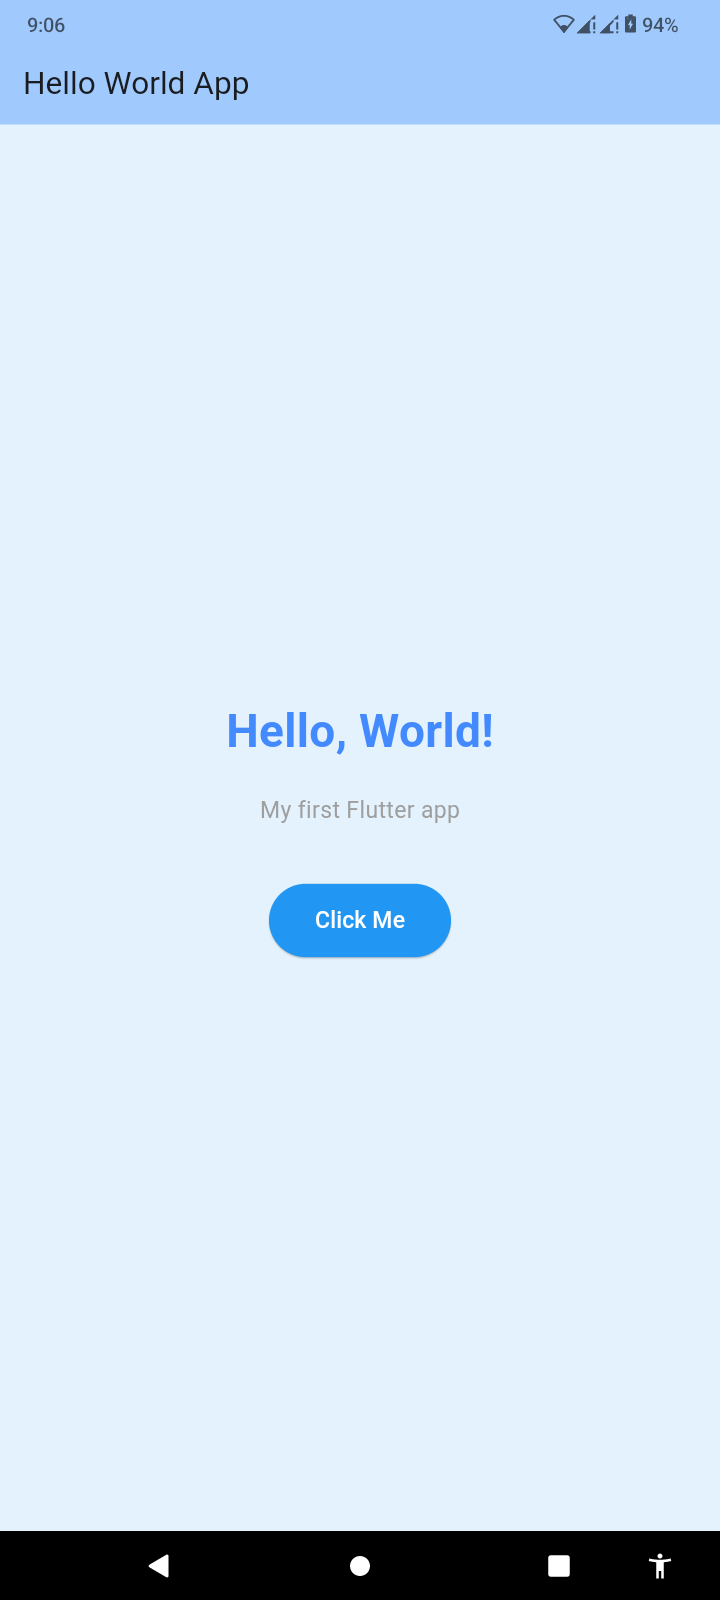 9:06 94%
Hello World App
Hello, World!
My first Flutter app
Click Me